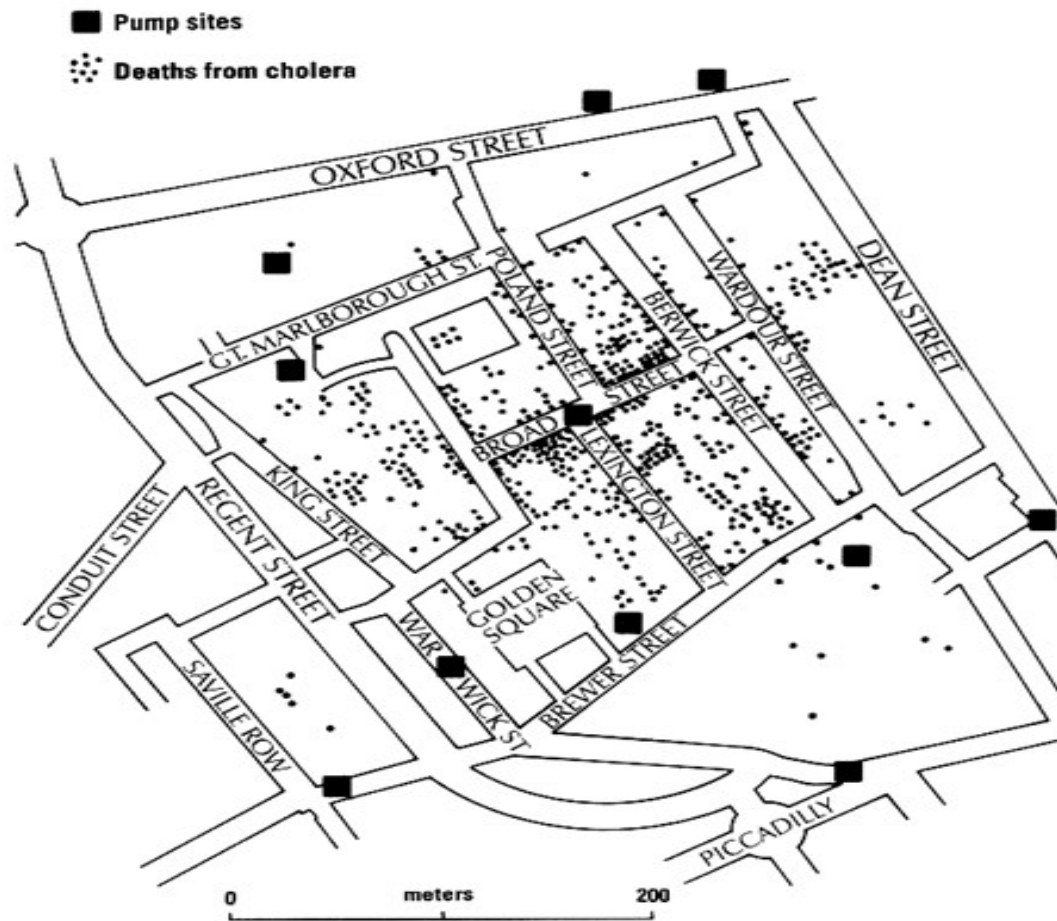 Pump sites
Deaths from cholera
OXFORD STREET
GT. MARLBOROUGH ST.
POLAND STREET
BERWICK STREET
WARDOUR STREET
DEAN STREET
BROAD STREET
LEXINGTON STREET
KING STREET
REGENT STREET
CONDUIT STREET
GOLDEN
SQUARE
WARWICK ST
BREWER STREET
SAVILLE ROW
PICCADILLY
0 meters 200